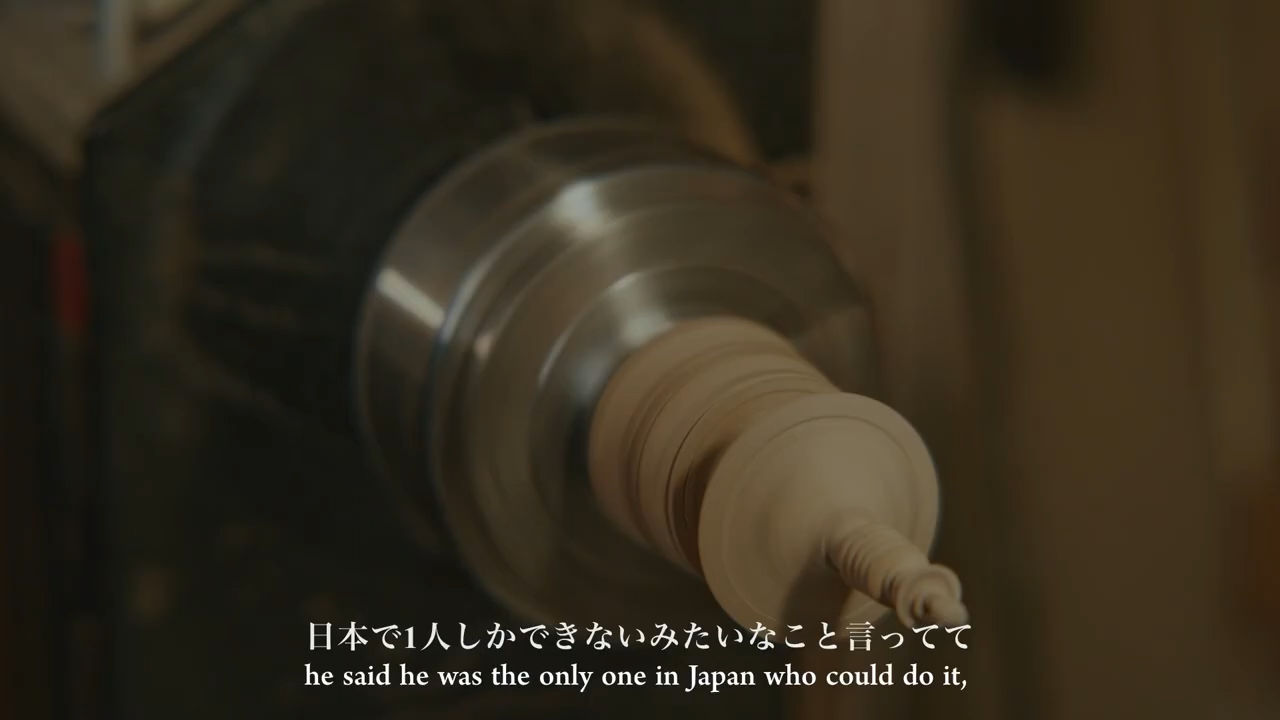 日本で1人しかできないみたいなこと言ってて
he said he was the only one in Japan who could do it,